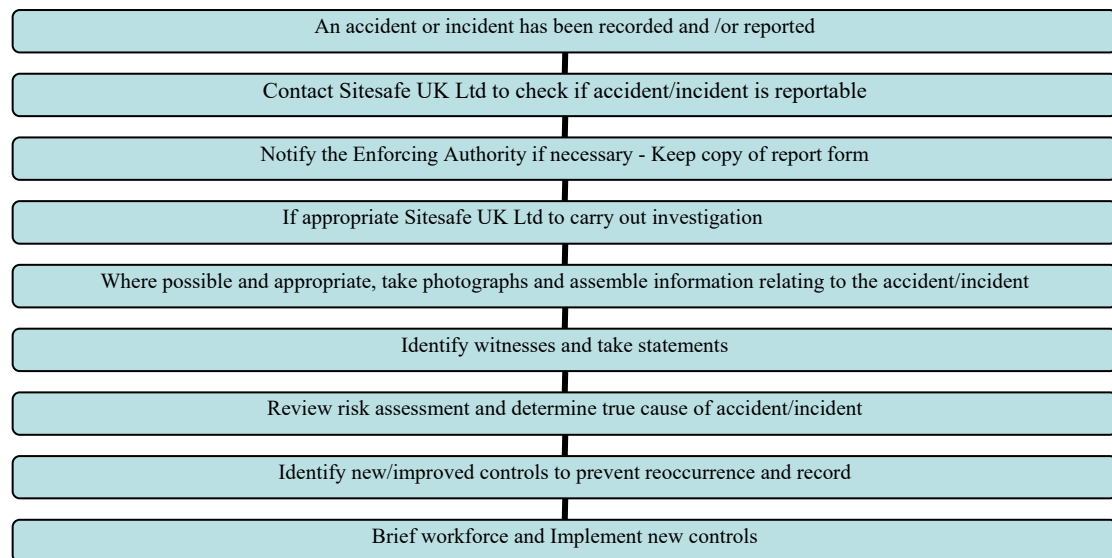 An accident or incident has been recorded and /or reported
Contact Sitesafe UK Ltd to check if accident/incident is reportable
Notify the Enforcing Authority if necessary - Keep copy of report form
If appropriate Sitesafe UK Ltd to carry out investigation
Where possible and appropriate, take photographs and assemble information relating to the accident/incident
Identify witnesses and take statements
Review risk assessment and determine true cause of accident/incident
Identify new/improved controls to prevent reoccurrence and record
Brief workforce and Implement new controls